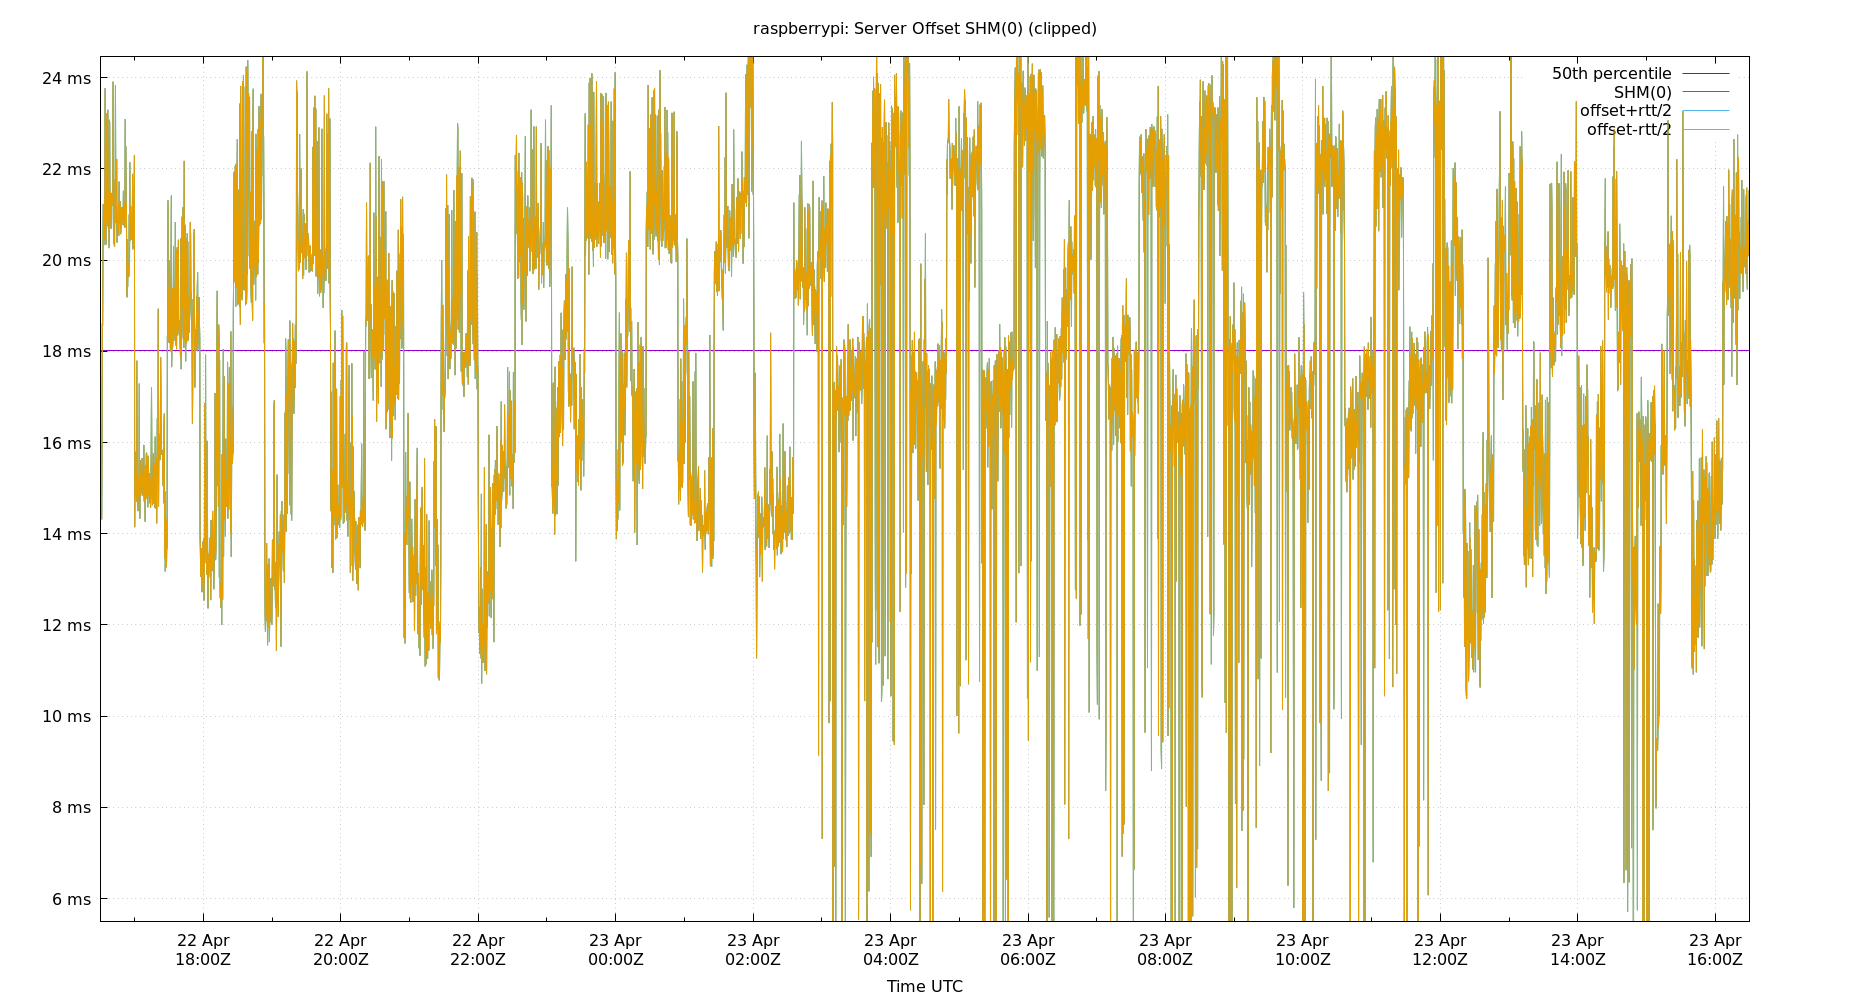 raspberrypi: Server Offset SHM(0) (clipped)
24 ms
22 ms
20 ms
18 ms
16 ms
14 ms
12 ms
10 ms
8 ms
6 ms
50th percentile
SHM(0)
offset+rtt/2
offset-rtt/2
22 Apr
18:00Z
22 Apr
20:00Z
22 Apr
22:00Z
23 Apr
00:00Z
23 Apr
02:00Z
23 Apr
04:00Z
23 Apr
06:00Z
23 Apr
08:00Z
23 Apr
10:00Z
23 Apr
12:00Z
23 Apr
14:00Z
23 Apr
16:00Z
Time UTC